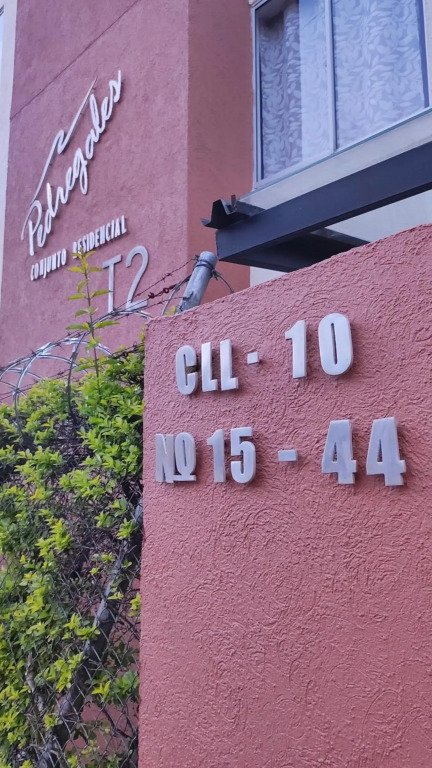 Pedregales
CONJUNTO RESIDENCIAL
T2
CLL - 10
Nº 15 - 44